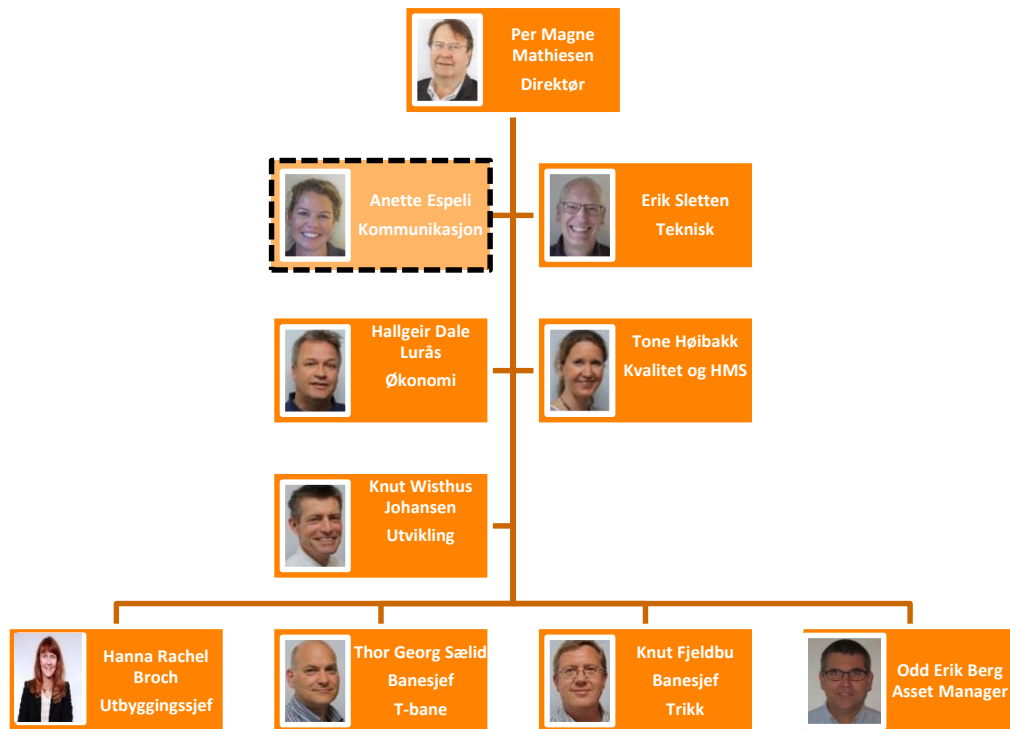 Per Magne
Mathiesen
Direktør
Anette Espeli
Kommunikasjon
Erik Sletten
Teknisk
Hallgeir Dale
Lurås
Økonomi
Tone Høibakk
Kvalitet og HMS
Knut Wisthus
Johansen
Utvikling
Hanna Rachel
Broch
Utbyggingssjef
Thor Georg Sælid
Banesjef
T-bane
Knut Fjeldbu
Banesjef
Trikk
Odd Erik Berg
Asset Manager